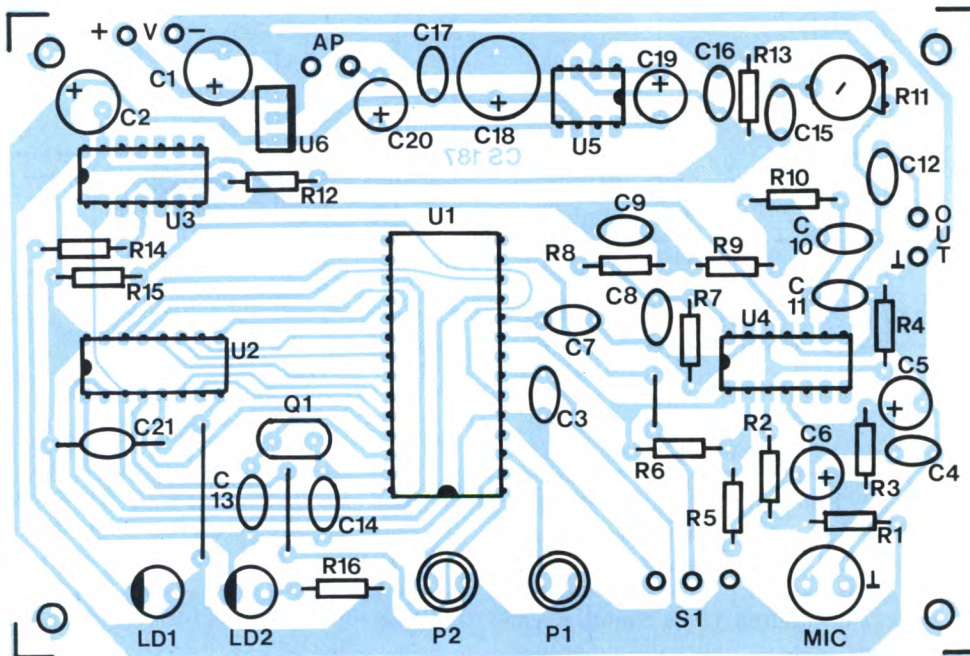 + V -
AP
C17
C1
C2
U6
C20
C18
U5
C19
C16
R13
C15
R11
CS 187
C12
U3
R12
R10
O
U
T
⊥
C9
C
10
U1
R14
R15
R8
R9
C8
R7
C
11
U4
R4
C7
U2
C5
Q1
C3
C21
R6
R2
C6
C4
R3
C
13
C14
R5
R1
R16
⊥
LD1
LD2
P2
P1
S1
MIC